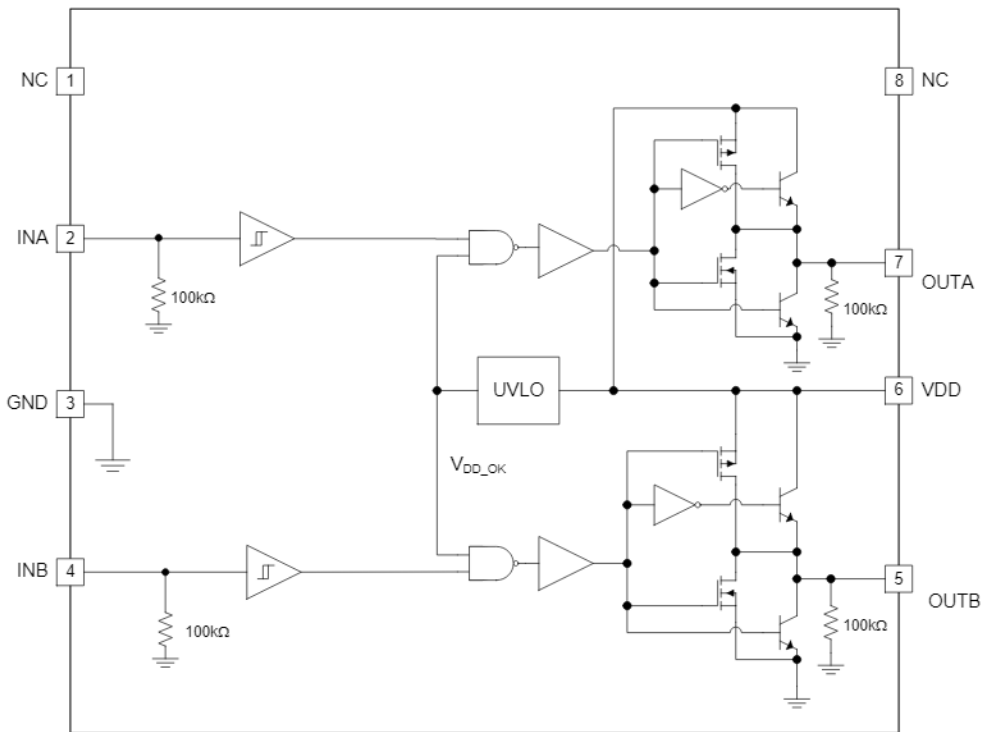 NC 1
8 NC
INA 2
7
OUTA
100kΩ
100kΩ
GND 3
UVLO
6 VDD
VDD_OK
INB 4
5
OUTB
100kΩ
100kΩ